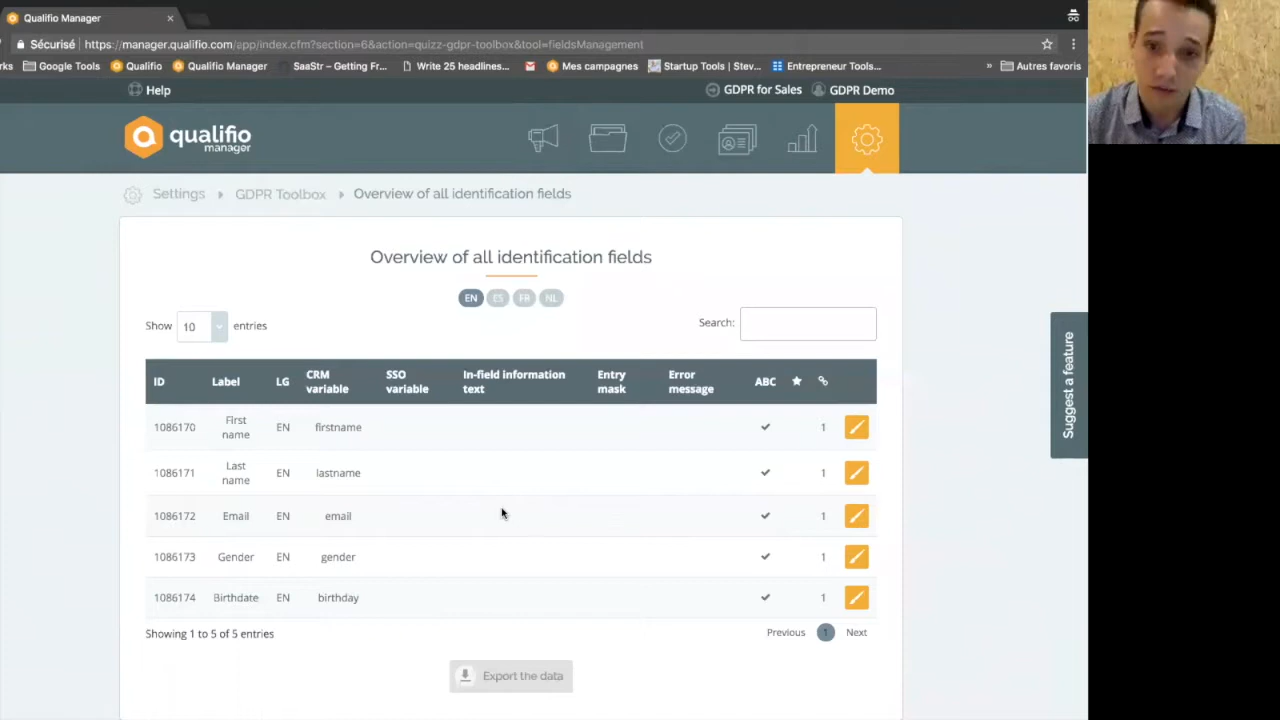 Qualifio Manager
Sécurisé https://manager.qualifio.com/app/index.cfm?section=6&action=quizz-gdpr-toolbox&tool=fieldsManagement
rks Google Tools Qualifio Qualifio Manager SaaStr – Getting Fr... Write 25 headlines... Mes campagnes Startup Tools | Stev... Entrepreneur Tools... » Autres favoris
Help GDPR for Sales GDPR Demo
qualifio
manager
Settings GDPR Toolbox Overview of all identification fields
Overview of all identification fields
EN ES FR NL
Show 10 entries Search:
ID Label LG CRM variable SSO variable In-field information text Entry mask Error message ABC
1086170 First name EN firstname 1
1086171 Last name EN lastname 1
1086172 Email EN email 1
1086173 Gender EN gender 1
1086174 Birthdate EN birthday 1
Showing 1 to 5 of 5 entries Previous 1 Next
Export the data
Suggest a feature